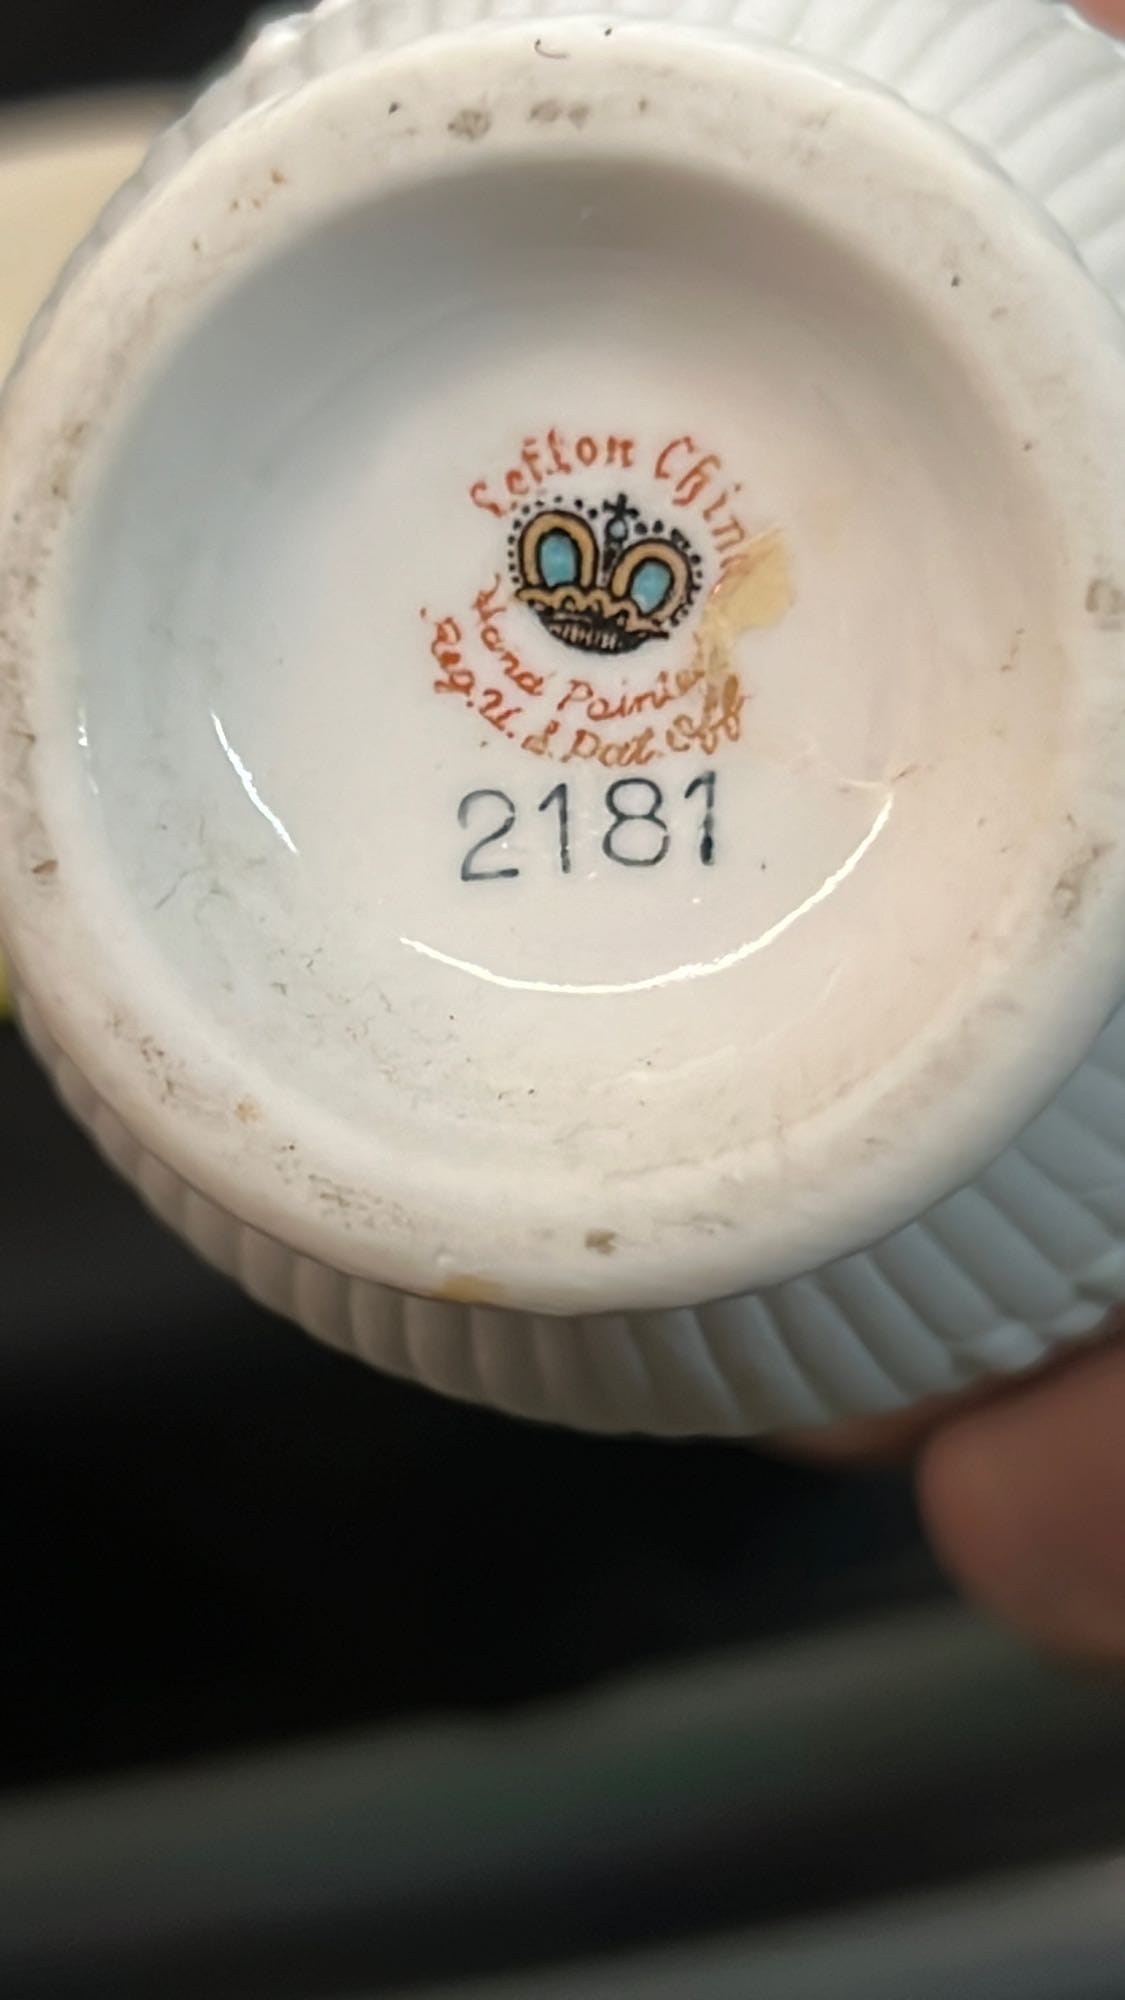 Lefton China
Hand Painted
Reg. U. S. Pat. Off
2181